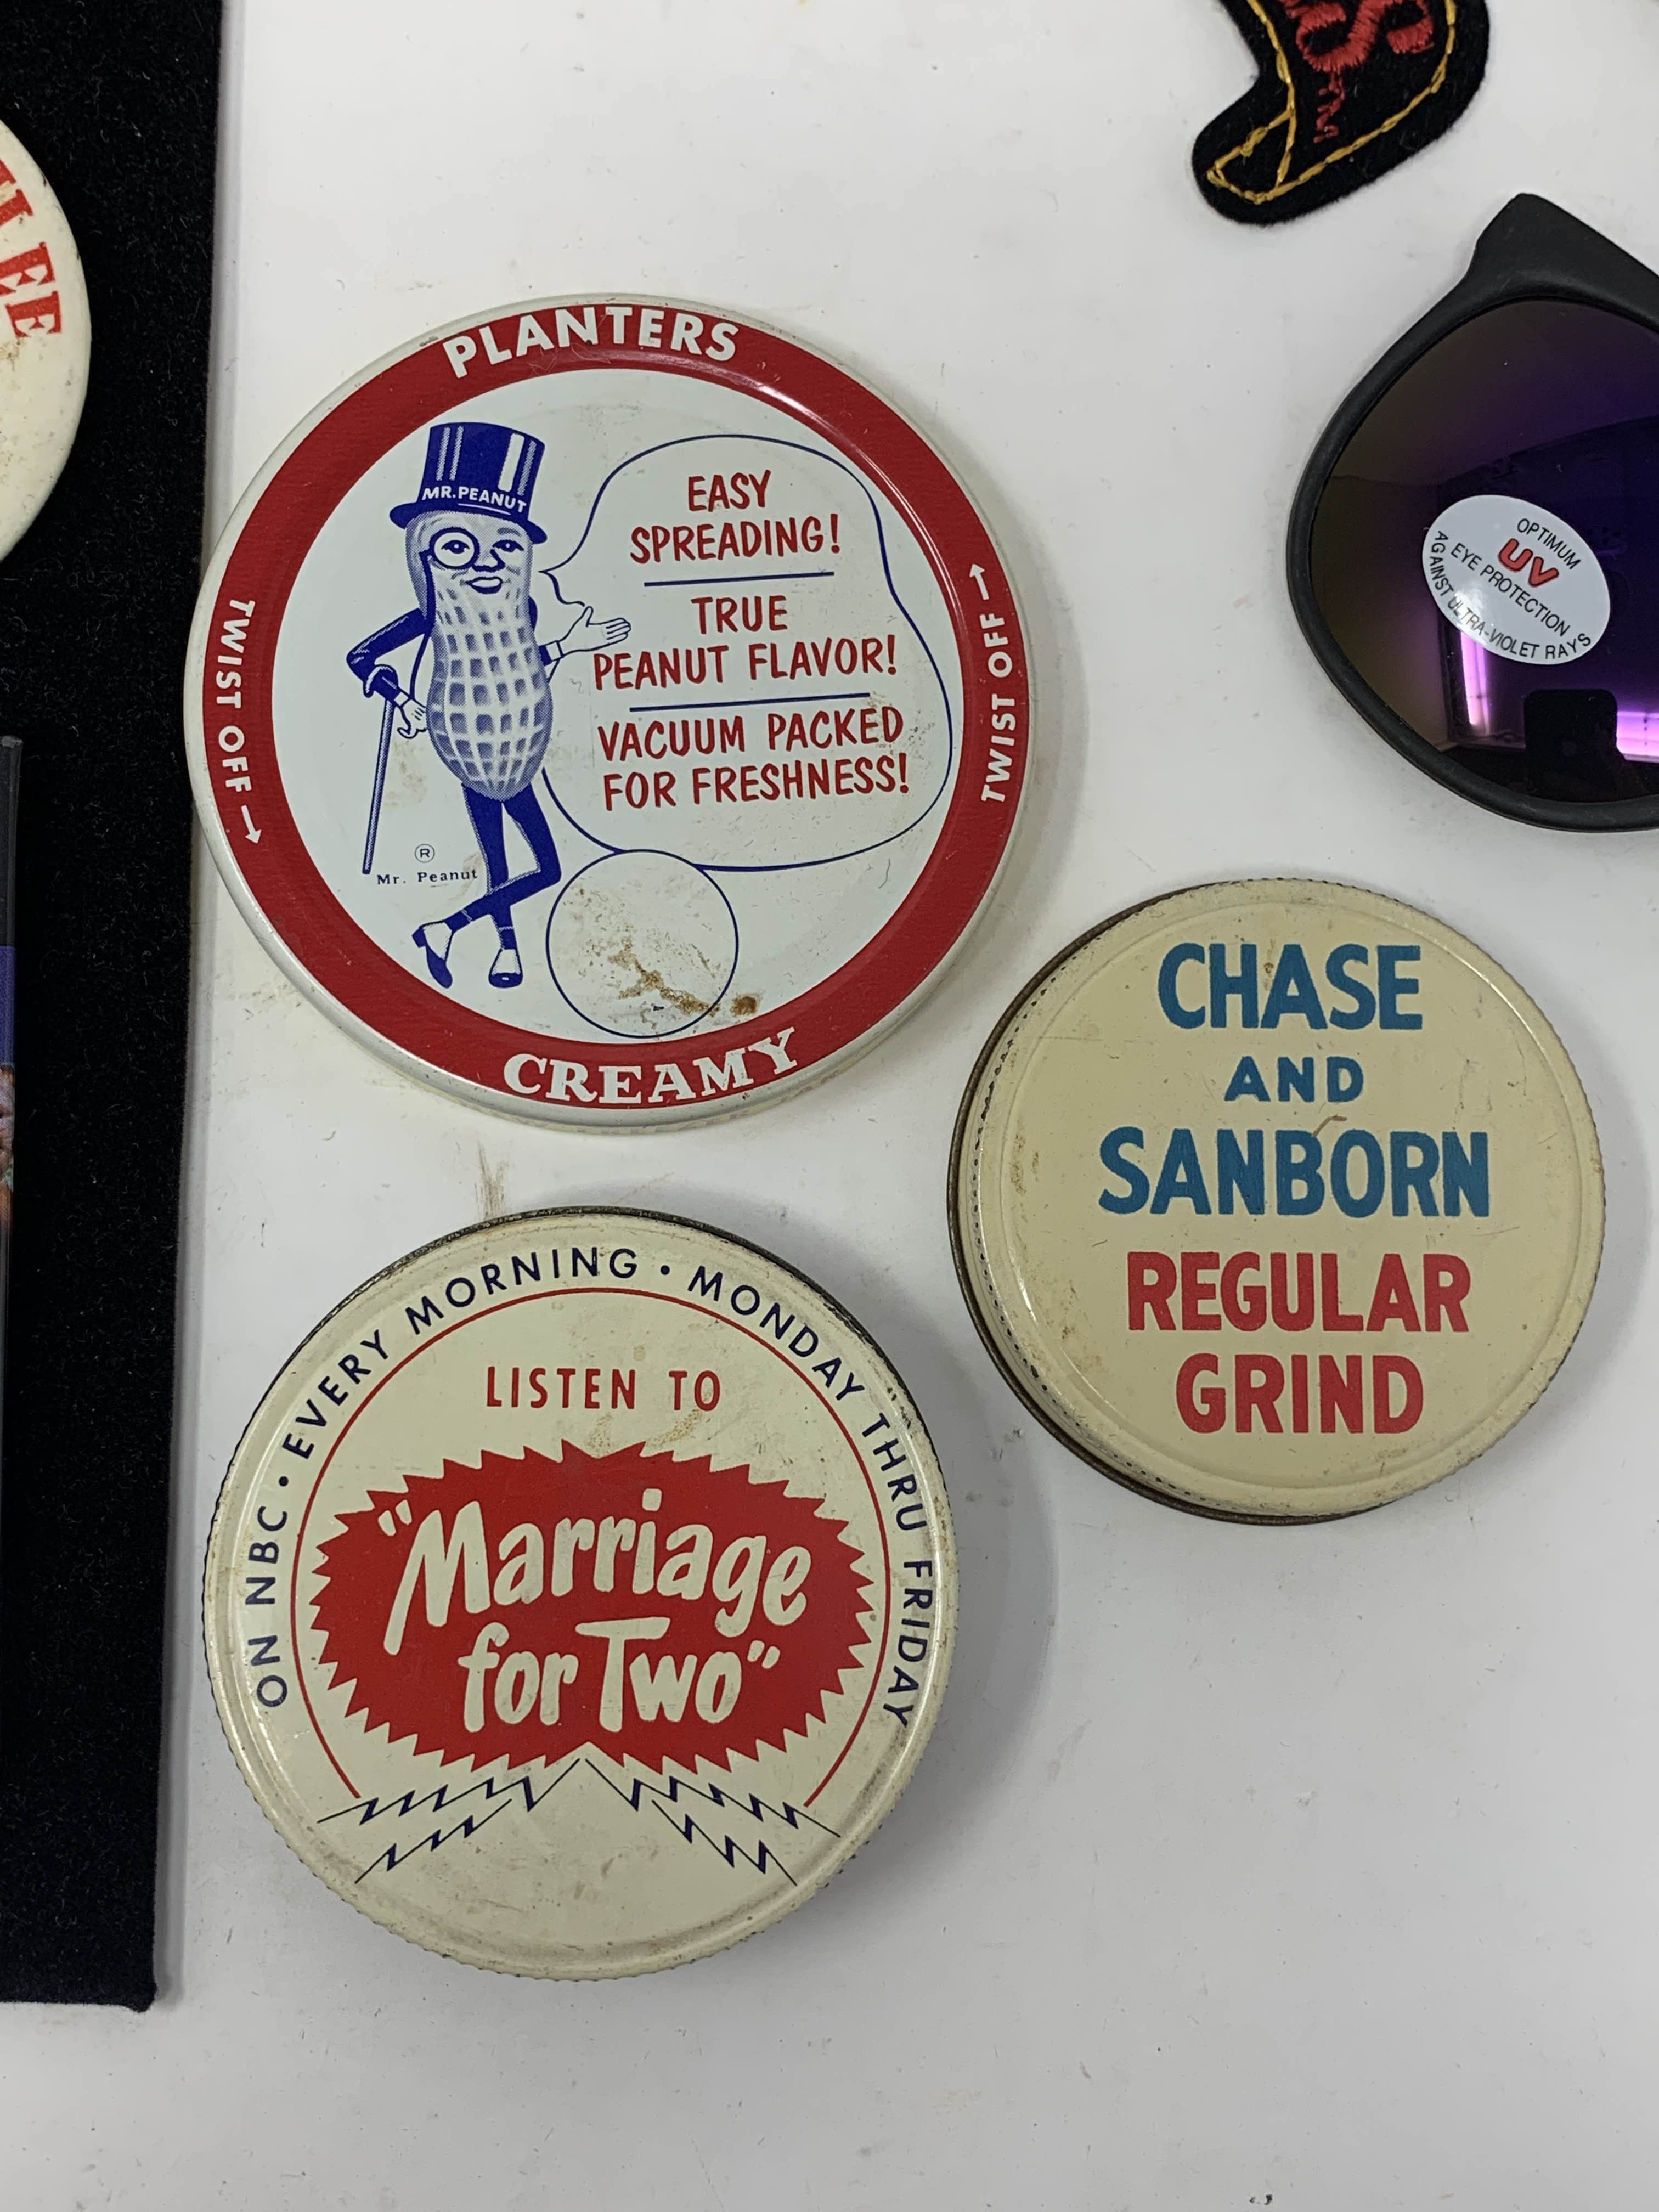 PLANTERS
MR. PEANUT
EASY
SPREADING!
TRUE
PEANUT FLAVOR!
VACUUM PACKED
FOR FRESHNESS!
TWIST OFF →
TWIST OFF →
®
Mr. Peanut
CREAMY
OPTIMUM
UV
EYE PROTECTION
AGAINST ULTRA-VIOLET RAYS
CHASE
AND
SANBORN
REGULAR
GRIND
ON NBC • EVERY MORNING • MONDAY THRU FRIDAY
LISTEN TO
"Marriage
for Two"